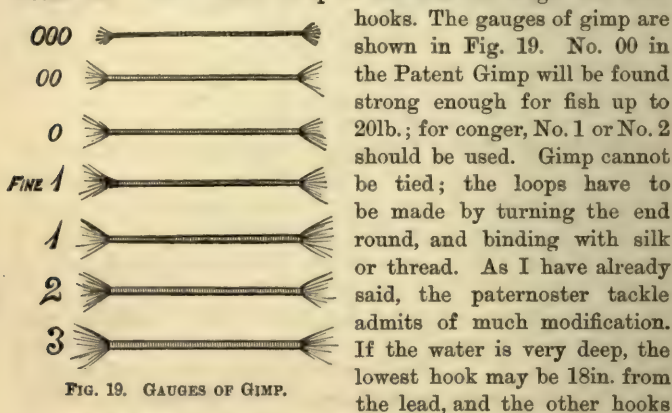 000
00
0
FINE 1
1
2
3
FIG. 19. GAUGES OF GIMP.
hooks. The gauges of gimp are
shown in Fig. 19. No. 00 in
the Patent Gimp will be found
strong enough for fish up to
20lb.; for conger, No. 1 or No. 2
should be used. Gimp cannot
be tied; the loops have to
be made by turning the end
round, and binding with silk
or thread. As I have already
said, the paternoster tackle
admits of much modification.
If the water is very deep, the
lowest hook may be 18in. from
the lead, and the other hooks